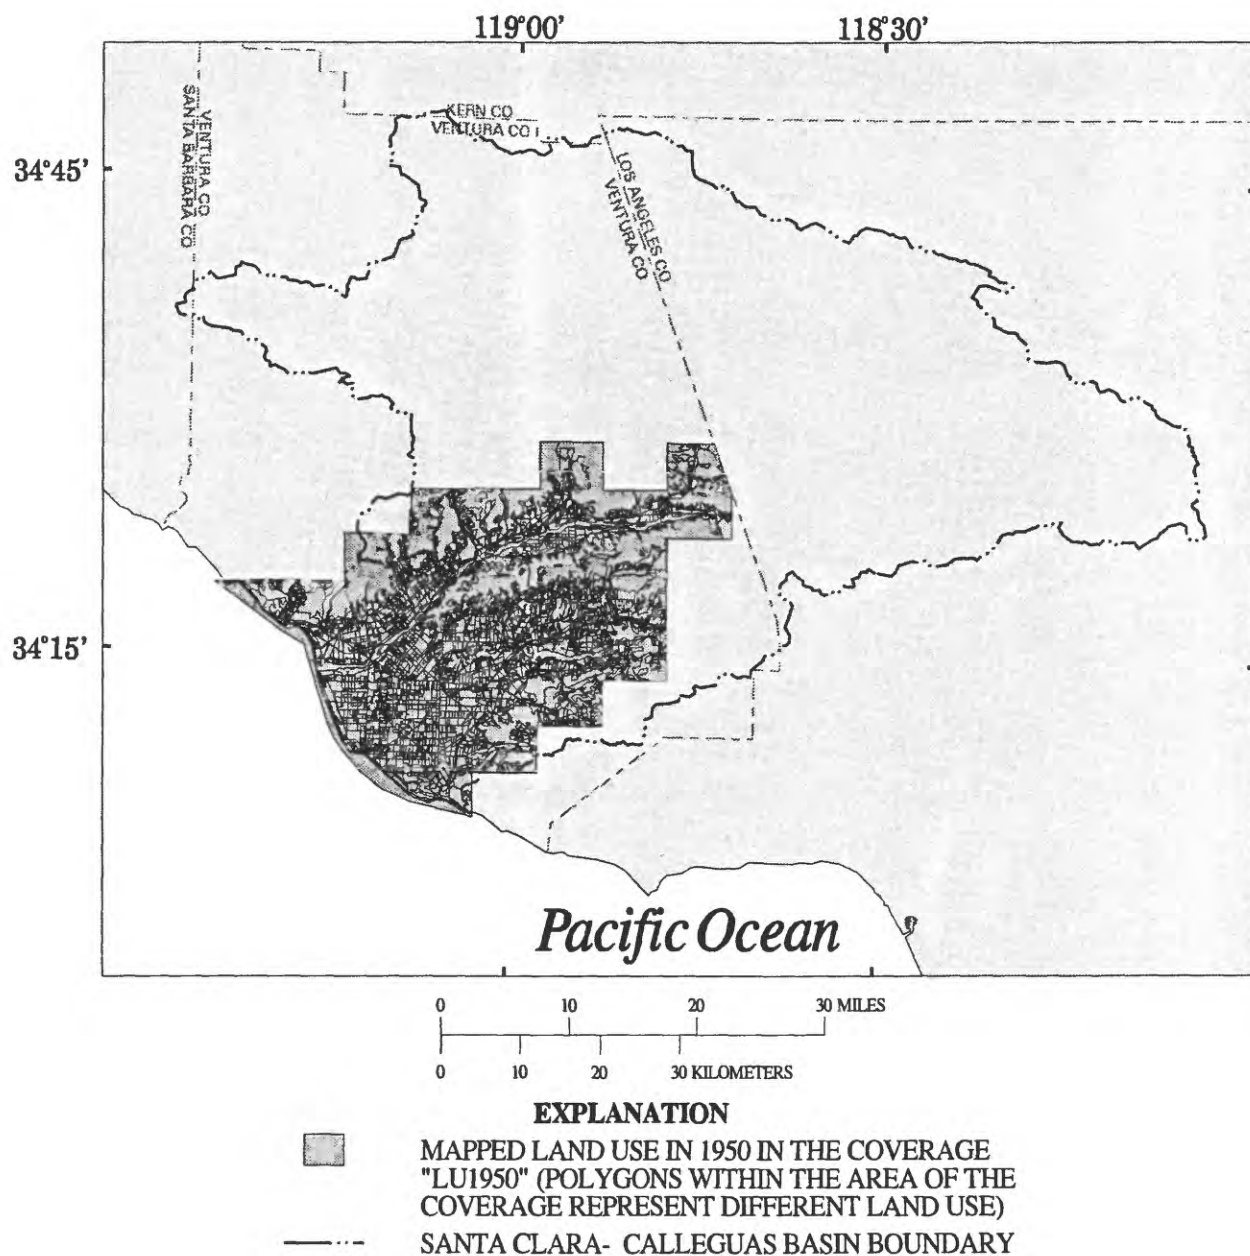 119°00' 118°30'
KERN CO
VENTURA CO
VENTURA CO
SANTA BARBARA CO
34°45'
LOS ANGELES CO
VENTURA CO
34°15'
Pacific Ocean
0 10 20 30 MILES
0 10 20 30 KILOMETERS
EXPLANATION
MAPPED LAND USE IN 1950 IN THE COVERAGE
"LU1950" (POLYGONS WITHIN THE AREA OF THE
COVERAGE REPRESENT DIFFERENT LAND USE)
SANTA CLARA- CALLEGUAS BASIN BOUNDARY